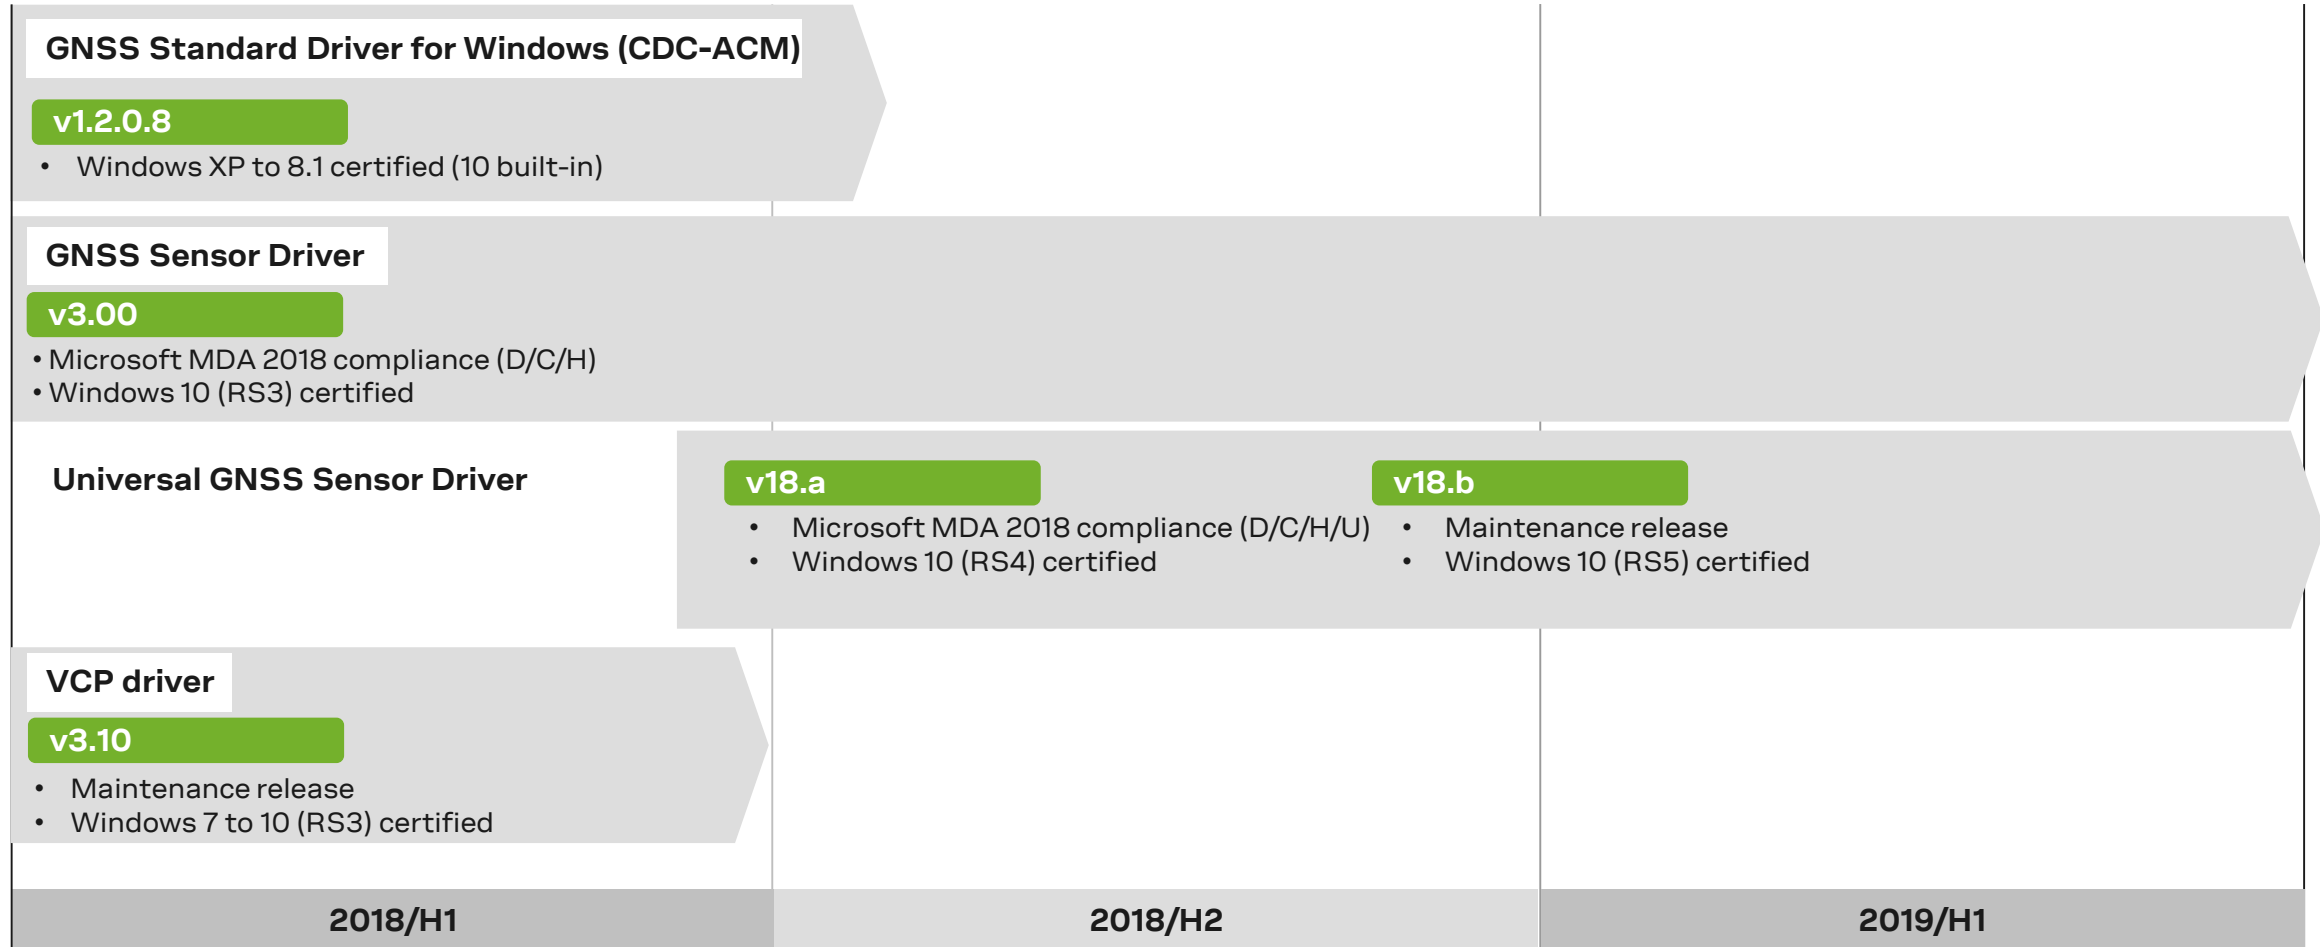 GNSS Standard Driver for Windows (CDC-ACM)
v1.2.0.8
• Windows XP to 8.1 certified (10 built-in)
GNSS Sensor Driver
v3.00
• Microsoft MDA 2018 compliance (D/C/H)
• Windows 10 (RS3) certified
Universal GNSS Sensor Driver
v18.a
• Microsoft MDA 2018 compliance (D/C/H/U)
• Windows 10 (RS4) certified
v18.b
• Maintenance release
• Windows 10 (RS5) certified
VCP driver
v3.10
• Maintenance release
• Windows 7 to 10 (RS3) certified
2018/H1
2018/H2
2019/H1